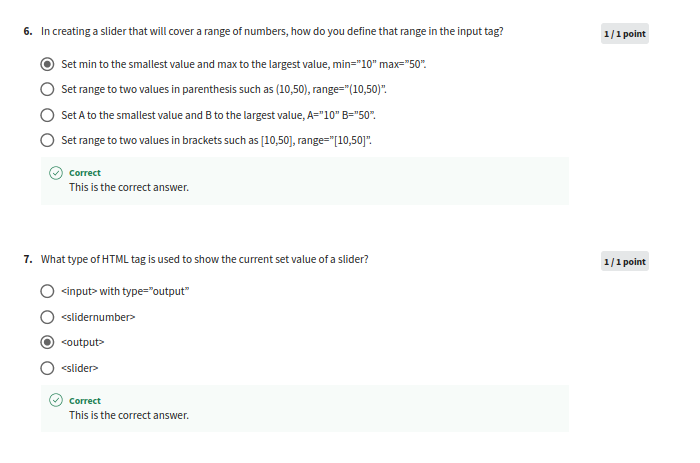 6. In creating a slider that will cover a range of numbers, how do you define that range in the input tag?
1 / 1 point
Set min to the smallest value and max to the largest value, min="10" max="50".
Set range to two values in parenthesis such as (10,50), range="(10,50)".
Set A to the smallest value and B to the largest value, A="10" B="50".
Set range to two values in brackets such as [10,50], range="[10,50]".
Correct
This is the correct answer.
7. What type of HTML tag is used to show the current set value of a slider?
1 / 1 point
<input> with type="output"
<slidernumber>
<output>
<slider>
Correct
This is the correct answer.